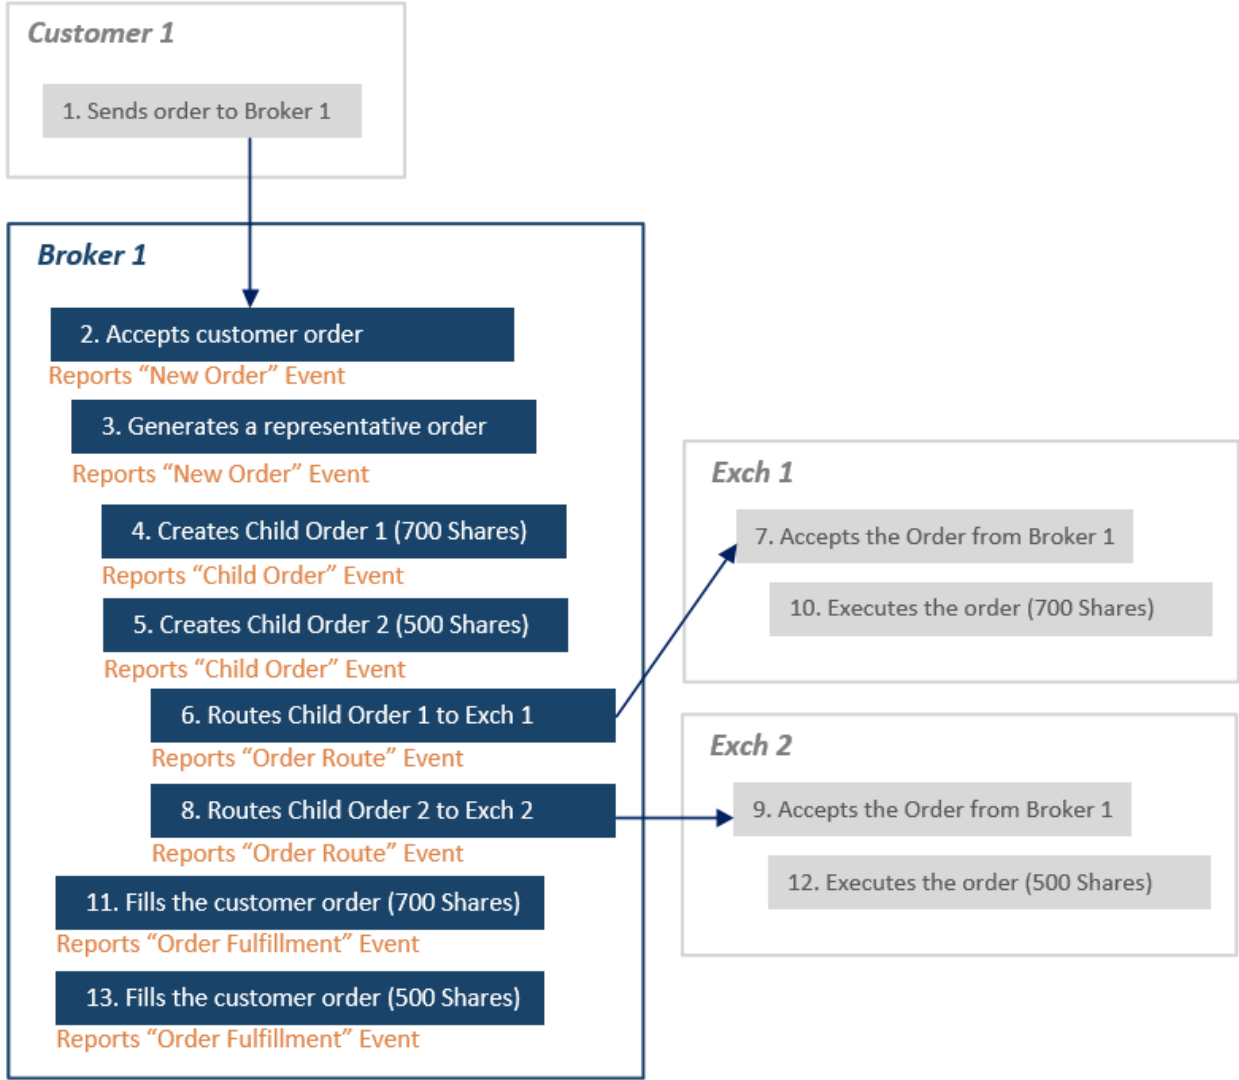 Customer 1
1. Sends order to Broker 1
Broker 1
2. Accepts customer order
Reports “New Order” Event
3. Generates a representative order
Reports “New Order” Event
4. Creates Child Order 1 (700 Shares)
Reports “Child Order” Event
5. Creates Child Order 2 (500 Shares)
Reports “Child Order” Event
6. Routes Child Order 1 to Exch 1
Reports “Order Route” Event
8. Routes Child Order 2 to Exch 2
Reports “Order Route” Event
11. Fills the customer order (700 Shares)
Reports “Order Fulfillment” Event
13. Fills the customer order (500 Shares)
Reports “Order Fulfillment” Event
Exch 1
7. Accepts the Order from Broker 1
10. Executes the order (700 Shares)
Exch 2
9. Accepts the Order from Broker 1
12. Executes the order (500 Shares)